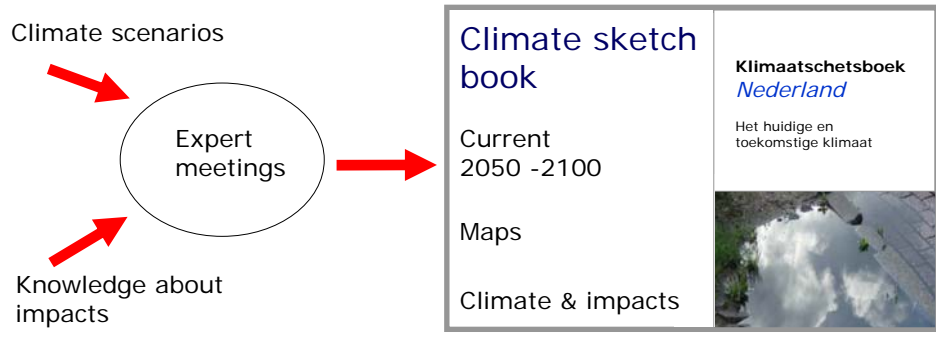 Climate scenarios
Expert
meetings
Knowledge about
impacts
Climate sketch
book
Current
2050 -2100
Maps
Climate & impacts
Klimaatschetsboek
Nederland
Het huidige en
toekomstige klimaat